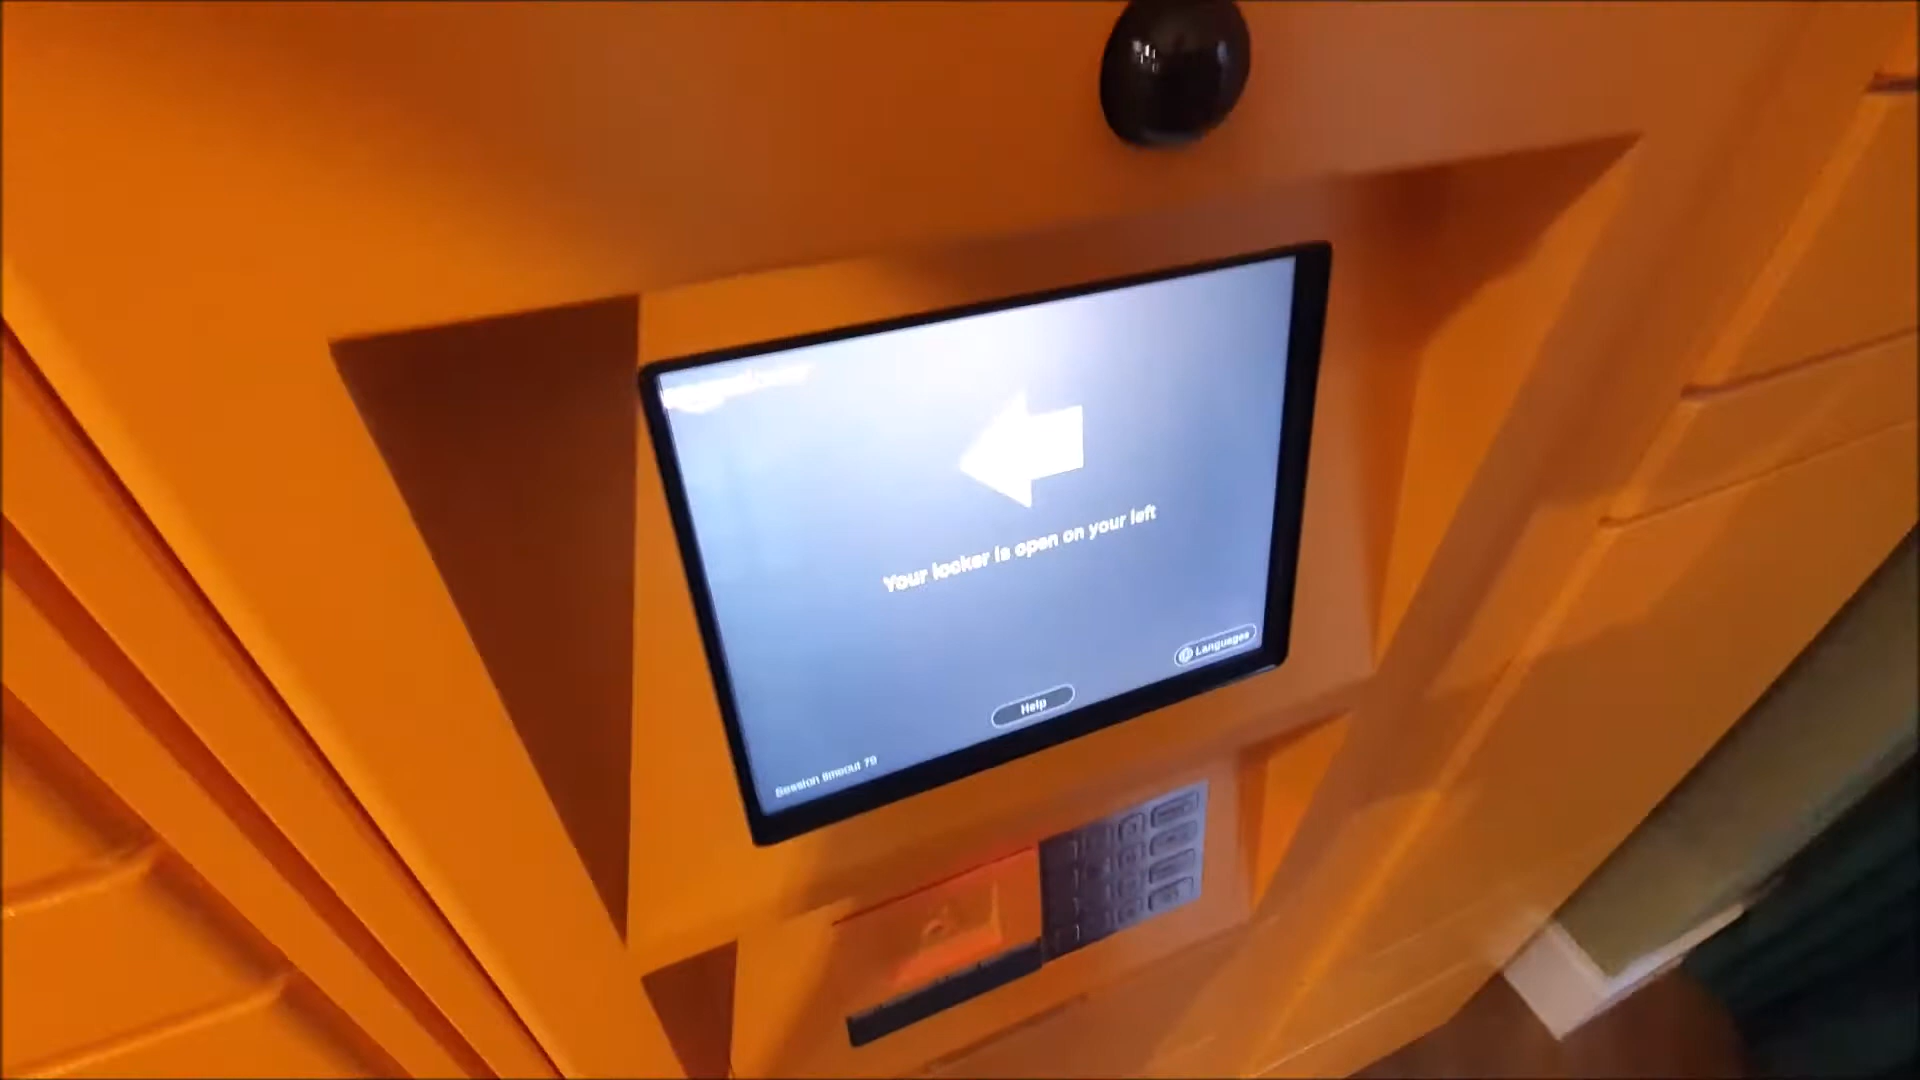 Your locker is open on your left
Languages
Help
Session timeout 79